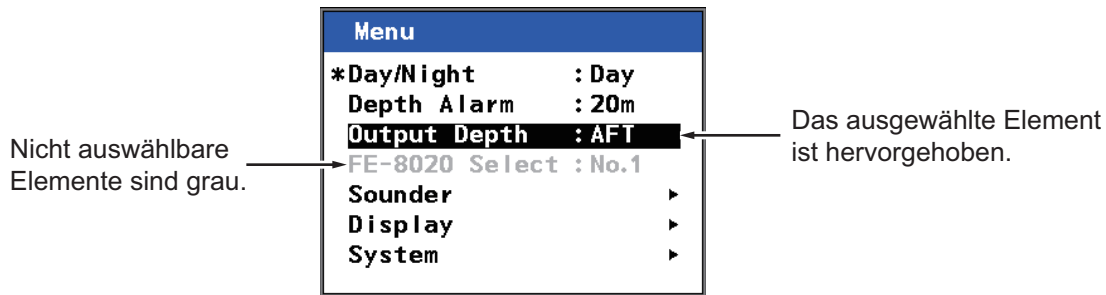 Menu
*Day/Night :Day
Depth Alarm :20m
Output Depth :AFT
FE-8020 Select :No.1
Sounder ▸
Display ▸
System ▸
Nicht auswählbare
Elemente sind grau.
Das ausgewählte Element
ist hervorgehoben.